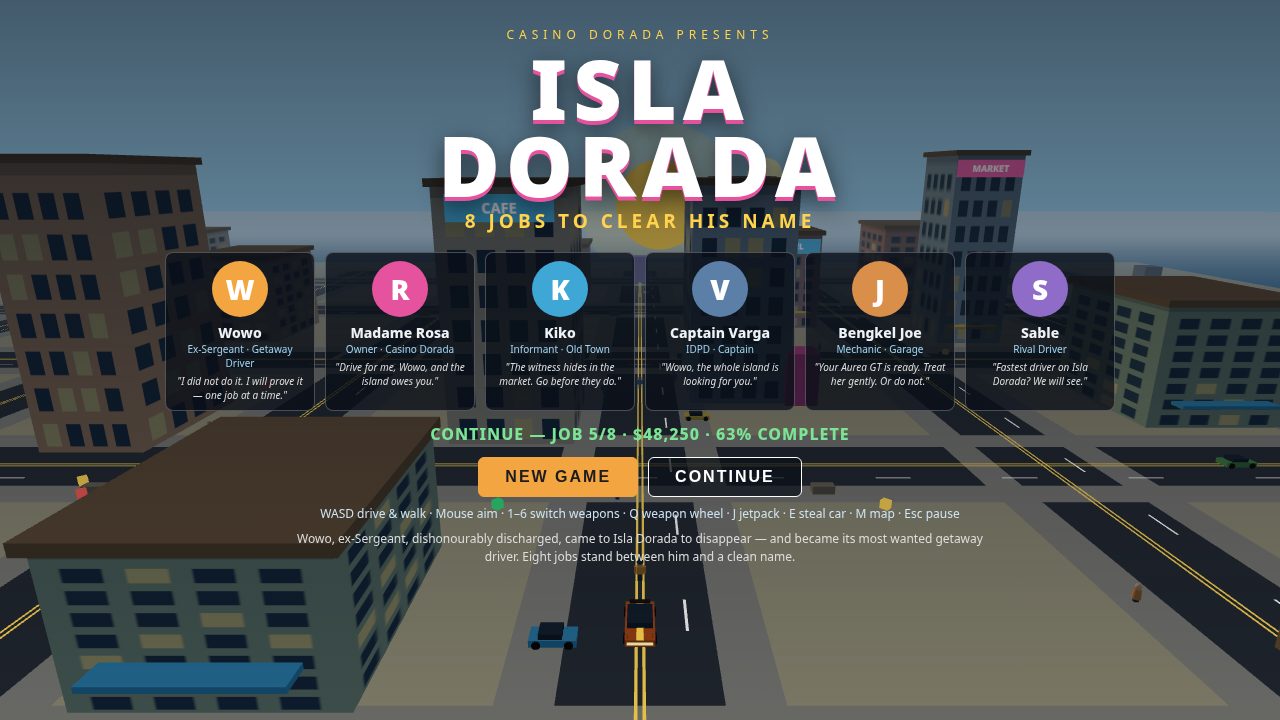 CASINO DORADA PRESENTS
ISLA
DORADA
8 JOBS TO CLEAR HIS NAME
CAFE
MARKET
W
Wowo
Ex-Sergeant · Getaway
Driver
"I did not do it. I will prove it
— one job at a time."
R
Madame Rosa
Owner · Casino Dorada
"Drive for me, Wowo, and the
island owes you."
K
Kiko
Informant · Old Town
"The witness hides in the
market. Go before they do."
V
Captain Varga
IDPD · Captain
"Wowo, the whole island is
looking for you."
J
Bengkel Joe
Mechanic · Garage
"Your Aurea GT is ready. Treat
her gently. Or do not."
S
Sable
Rival Driver
"Fastest driver on Isla
Dorada? We will see."
CONTINUE — JOB 5/8 · $48,250 · 63% COMPLETE
NEW GAME
CONTINUE
WASD drive & walk · Mouse aim · 1–6 switch weapons · Q weapon wheel · J jetpack · E steal car · M map · Esc pause
Wowo, ex-Sergeant, dishonourably discharged, came to Isla Dorada to disappear — and became its most wanted getaway
driver. Eight jobs stand between him and a clean name.